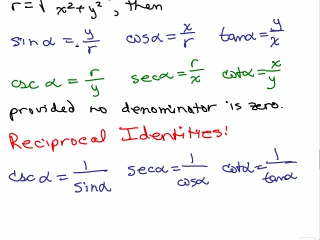 r = √x²+y², then
sin α = y/r cos α = x/r tan α = y/x
csc α = r/y sec α = r/x cot α = x/y
provided no denominator is zero.
Reciprocal Identities!
csc α = 1/sin α sec α = 1/cos α cot α = 1/tan α